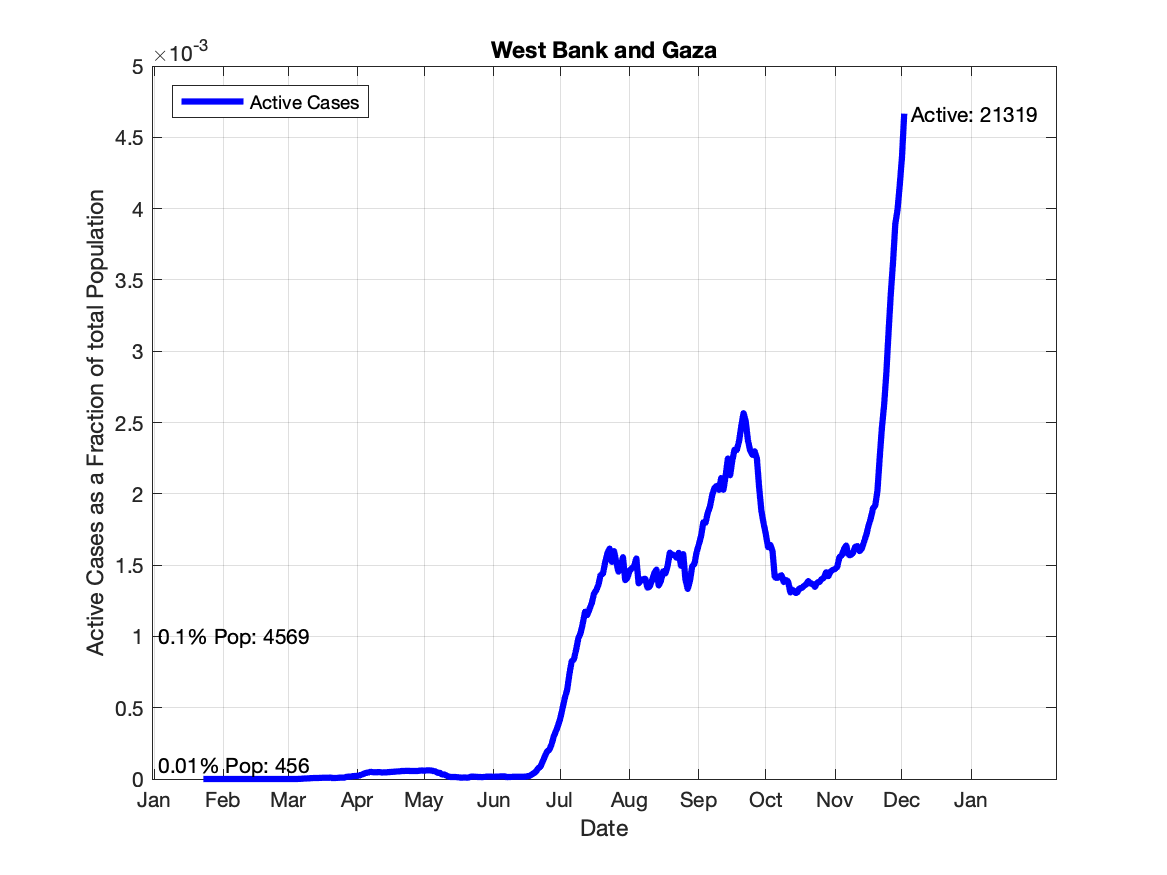 West Bank and Gaza
×10-3
5
Active Cases
Active: 21319
4.5
4
3.5
3
2.5
2
1.5
1
0.1% Pop: 4569
0.5
0.01% Pop: 456
0
Active Cases as a Fraction of total Population
Jan Feb Mar Apr May Jun Jul Aug Sep Oct Nov Dec Jan
Date